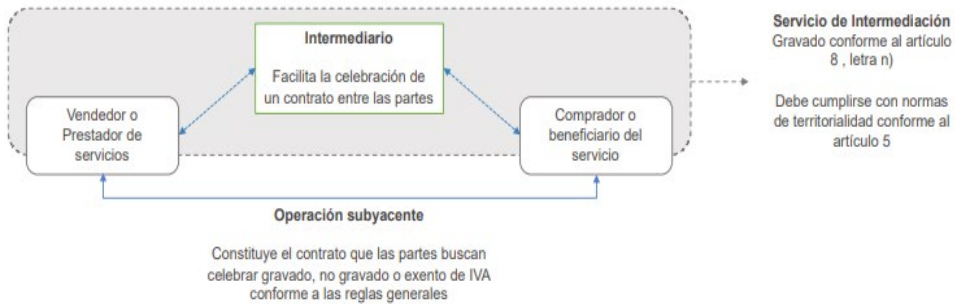 Intermediario
Facilita la celebración de
un contrato entre las partes
Vendedor o
Prestador de
servicios
Comprador o
beneficiario del
servicio
Servicio de Intermediación
Gravado conforme al artículo
8 , letra n)
Debe cumplirse con normas
de territorialidad conforme al
artículo 5
Operación subyacente
Constituye el contrato que las partes buscan
celebrar gravado, no gravado o exento de IVA
conforme a las reglas generales